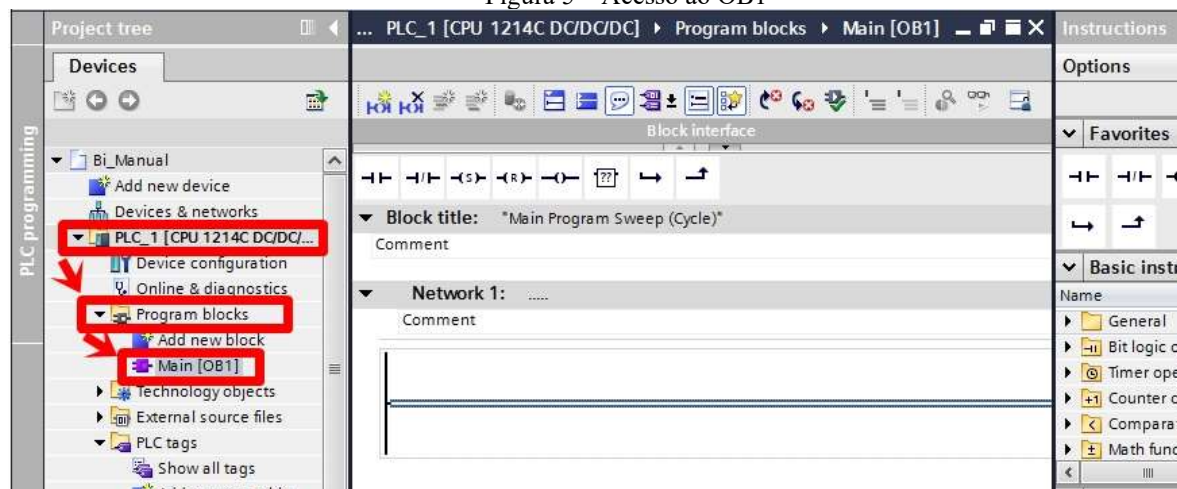 Figura 5 – Acesso ao OB1
Project tree
Devices
PLC programming
Bi_Manual
Add new device
Devices & networks
PLC_1 [CPU 1214C DC/DC/...
Device configuration
Online & diagnostics
Program blocks
Add new block
Main [OB1]
Technology objects
External source files
PLC tags
Show all tags
... PLC_1 [CPU 1214C DC/DC/DC] Program blocks Main [OB1]
Block interface
??
Block title: "Main Program Sweep (Cycle)"
Comment
Network 1: .....
Comment
Instructions
Options
Favorites
Basic inst
Name
General
Bit logic
Timer ope
Counter
Compara
Math func